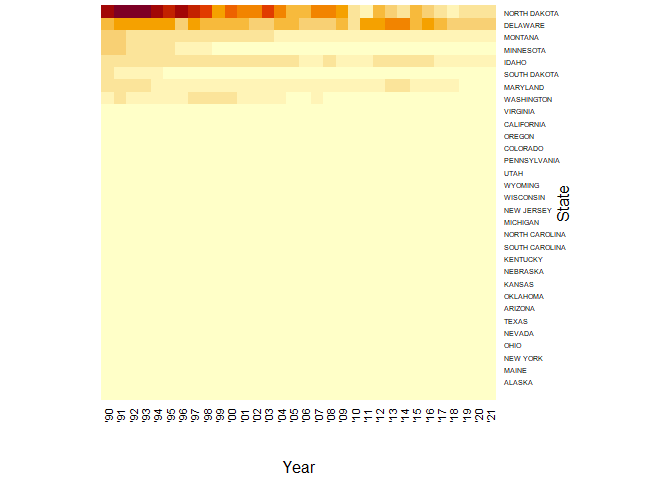 NORTH DAKOTA
DELAWARE
MONTANA
MINNESOTA
IDAHO
SOUTH DAKOTA
MARYLAND
WASHINGTON
VIRGINIA
CALIFORNIA
OREGON
COLORADO
PENNSYLVANIA
UTAH
WYOMING
WISCONSIN
NEW JERSEY
MICHIGAN
NORTH CAROLINA
SOUTH CAROLINA
KENTUCKY
NEBRASKA
KANSAS
OKLAHOMA
ARIZONA
TEXAS
NEVADA
OHIO
NEW YORK
MAINE
ALASKA
State
'90 '91 '92 '93 '94 '95 '96 '97 '98 '99 '00 '01 '02 '03 '04 '05 '06 '07 '08 '09 '10 '11 '12 '13 '14 '15 '16 '17 '18 '19 '20 '21
Year